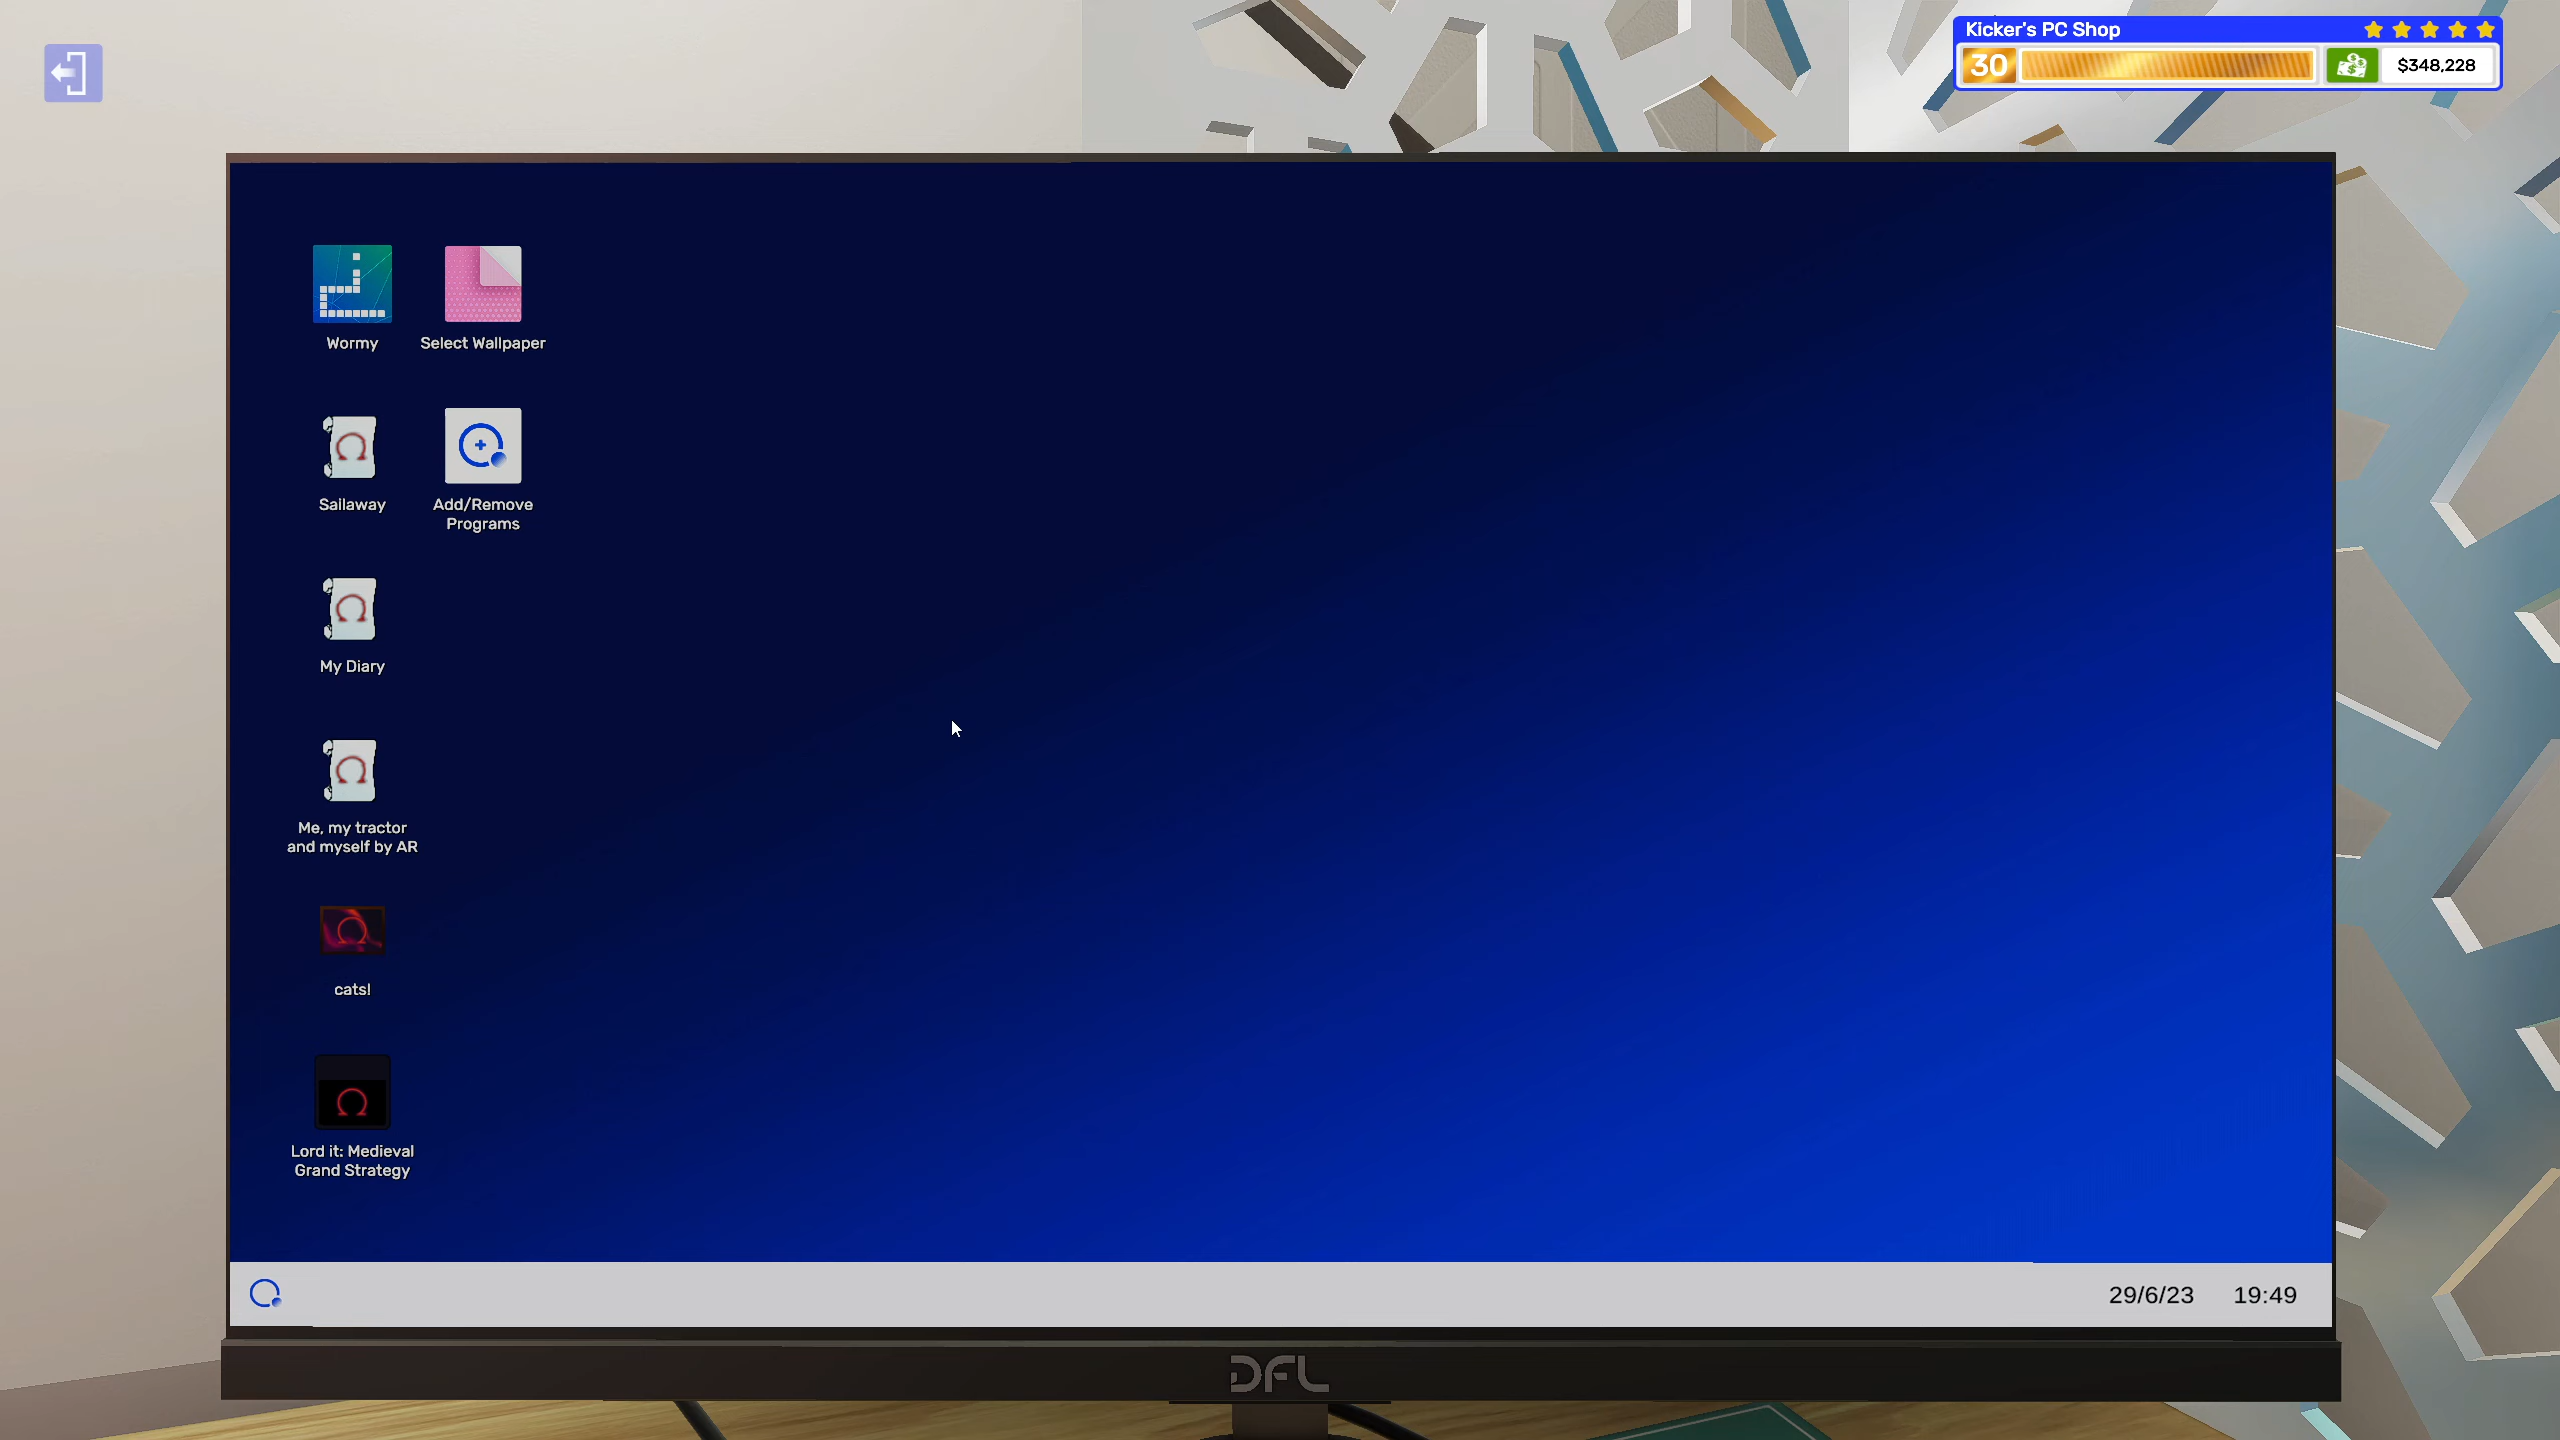 Kicker's PC Shop
30
$348,228
Wormy
Select Wallpaper
Sailaway
Add/Remove
Programs
My Diary
Me, my tractor
and myself by AR
cats!
Lord it: Medieval
Grand Strategy
29/6/23
19:49
DFL